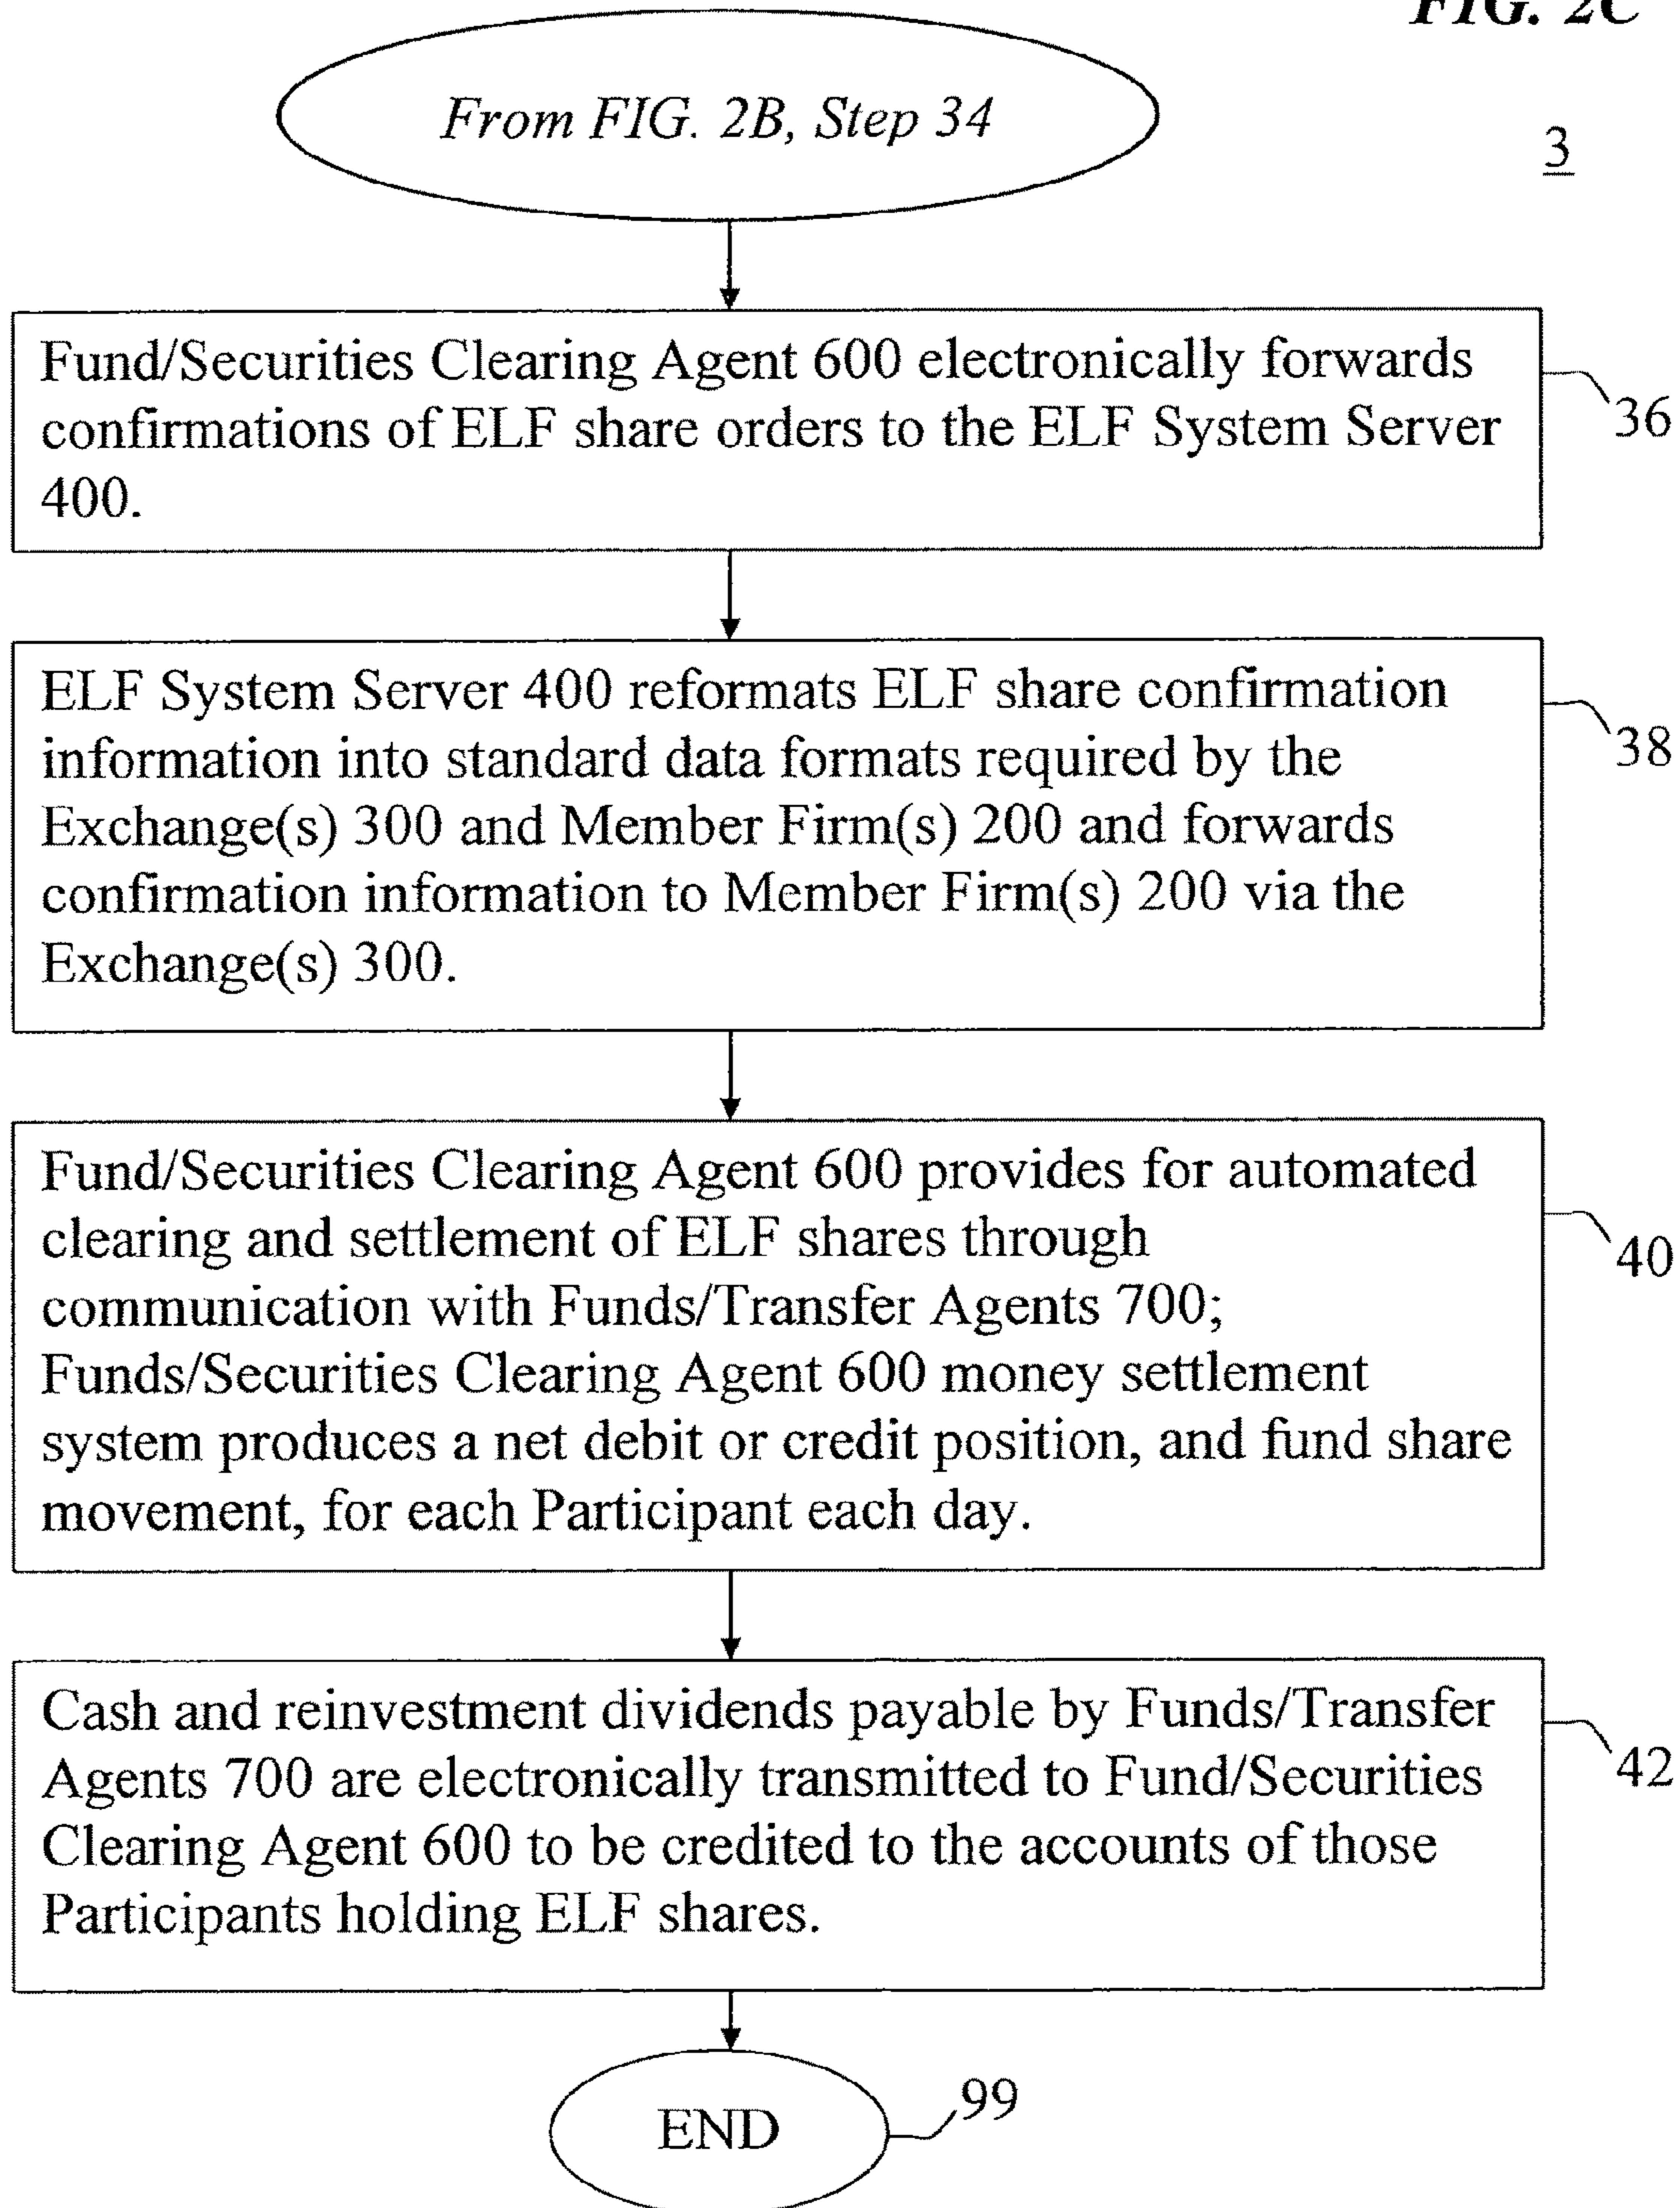 FIG. 2C
From FIG. 2B, Step 34
3
Fund/Securities Clearing Agent 600 electronically forwards
confirmations of ELF share orders to the ELF System Server
400.
36
ELF System Server 400 reformats ELF share confirmation
information into standard data formats required by the
Exchange(s) 300 and Member Firm(s) 200 and forwards
confirmation information to Member Firm(s) 200 via the
Exchange(s) 300.
38
Fund/Securities Clearing Agent 600 provides for automated
clearing and settlement of ELF shares through
communication with Funds/Transfer Agents 700;
Funds/Securities Clearing Agent 600 money settlement
system produces a net debit or credit position, and fund share
movement, for each Participant each day.
40
Cash and reinvestment dividends payable by Funds/Transfer
Agents 700 are electronically transmitted to Fund/Securities
Clearing Agent 600 to be credited to the accounts of those
Participants holding ELF shares.
42
END
99